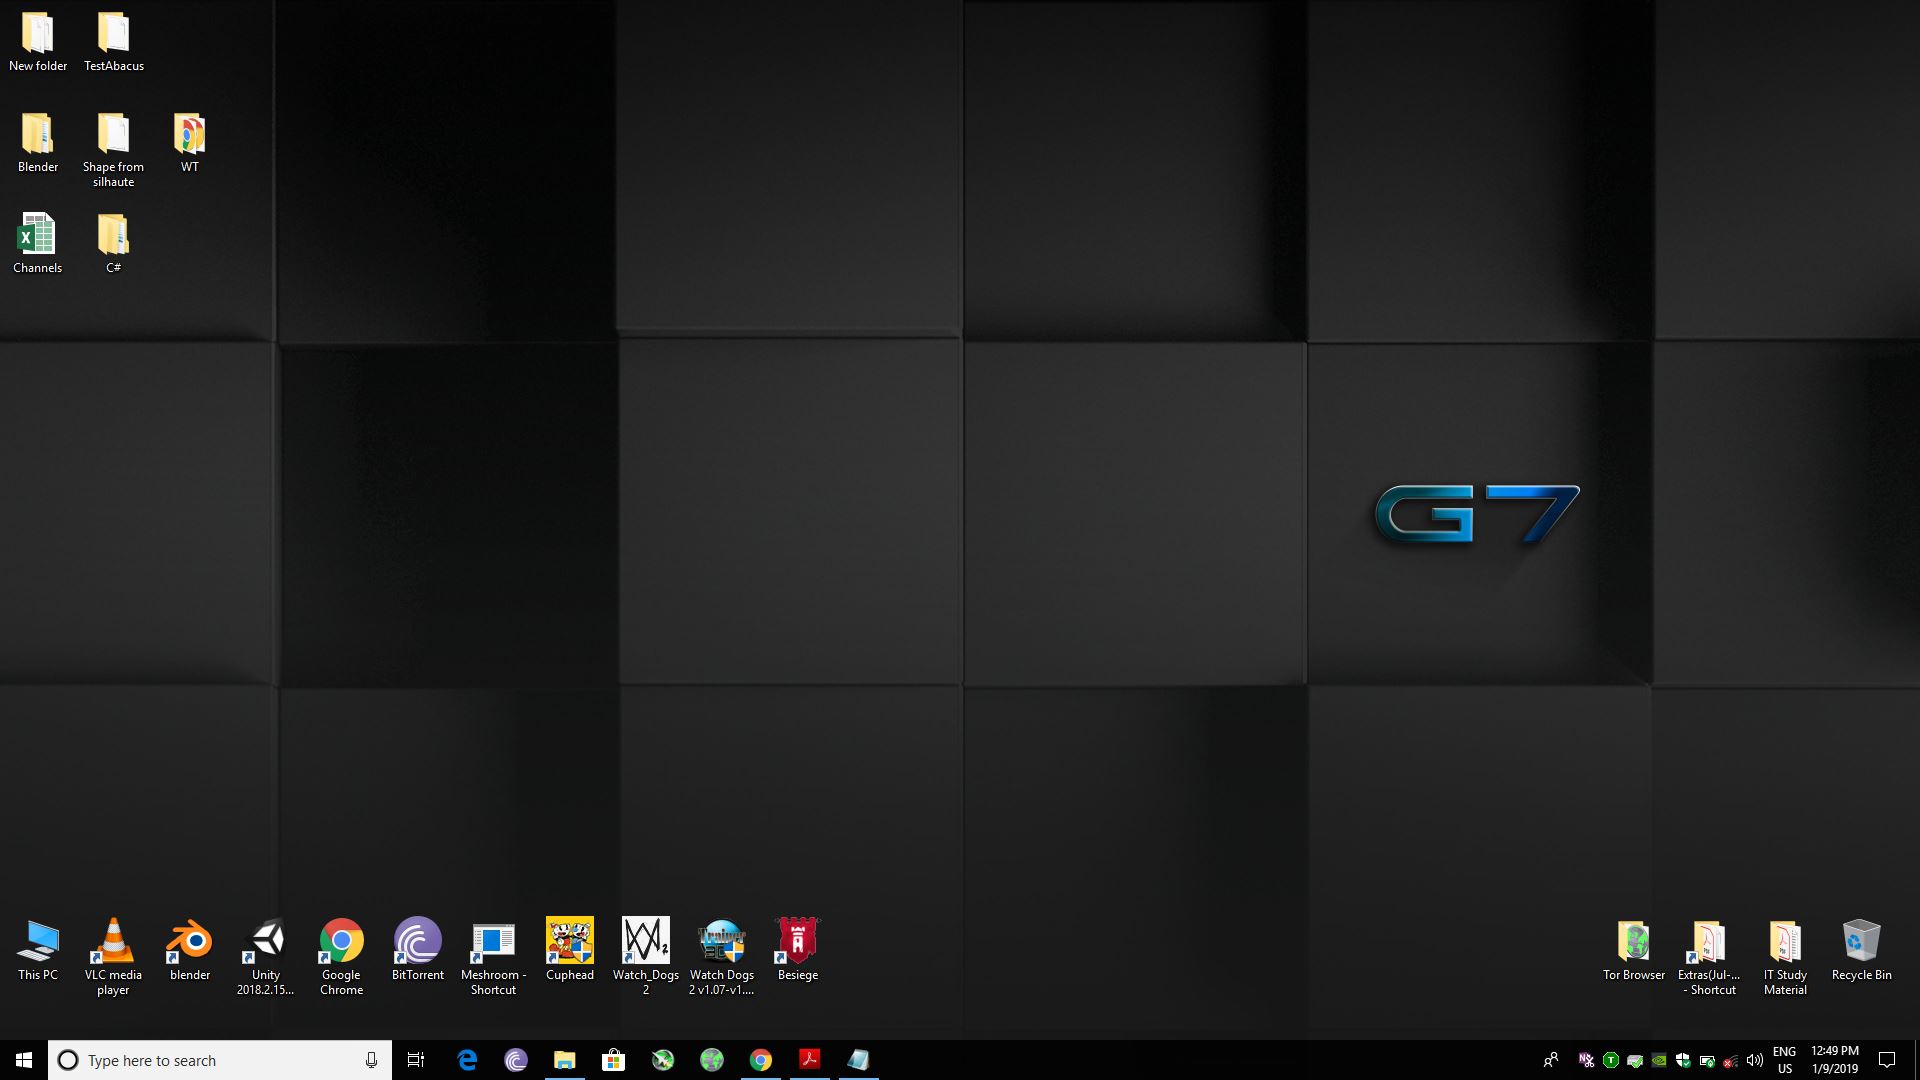 New folder
TestAbacus
Blender
Shape from
silhaute
WT
Channels
C#
G7
This PC
VLC media
player
blender
Unity
2018.2.15...
Google
Chrome
BitTorrent
Meshroom -
Shortcut
Cuphead
Watch_Dogs
2
Watch Dogs
2 v1.07-v1....
Besiege
Tor Browser
Extras(Jul-...
- Shortcut
IT Study
Material
Recycle Bin
Type here to search
ENG
US
12:49 PM
1/9/2019